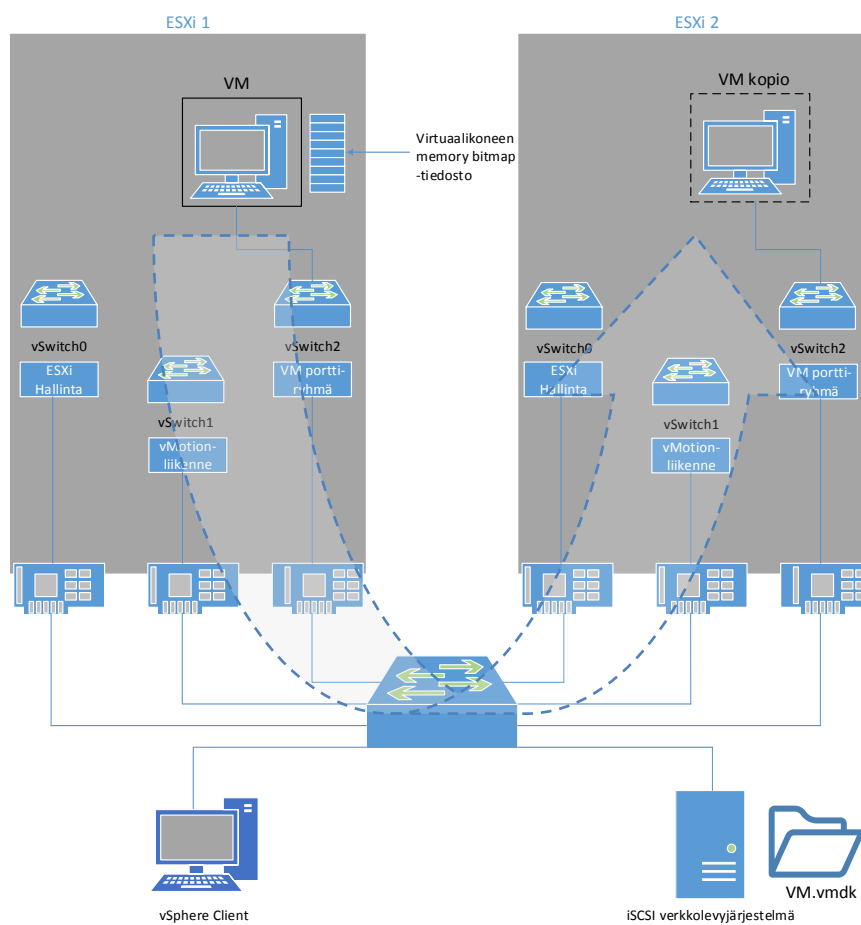 ESXi 1
ESXi 2
VM
VM kopio
Virtuaalikoneen
memory bitmap
-tiedosto
vSwitch0
ESXi
Hallinta
vSwitch2
VM portti-
ryhmä
vSwitch1
vMotion-
liikenne
vSwitch0
ESXi
Hallinta
vSwitch2
VM portti-
ryhmä
vSwitch1
vMotion-
liikenne
vSphere Client
iSCSI verkkolevyjärjestelmä
VM.vmdk